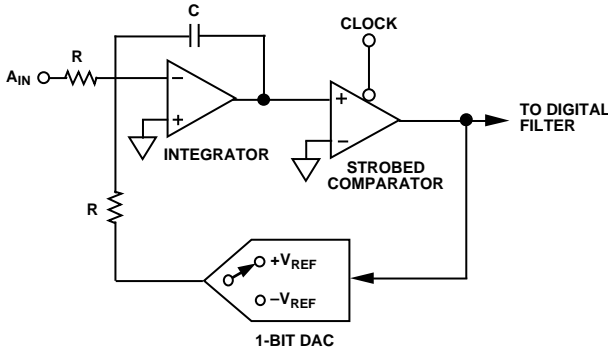 C
CLOCK
R
A_IN
−
+
INTEGRATOR
+
−
STROBED
COMPARATOR
TO DIGITAL
FILTER
R
+V_REF
−V_REF
1-BIT DAC